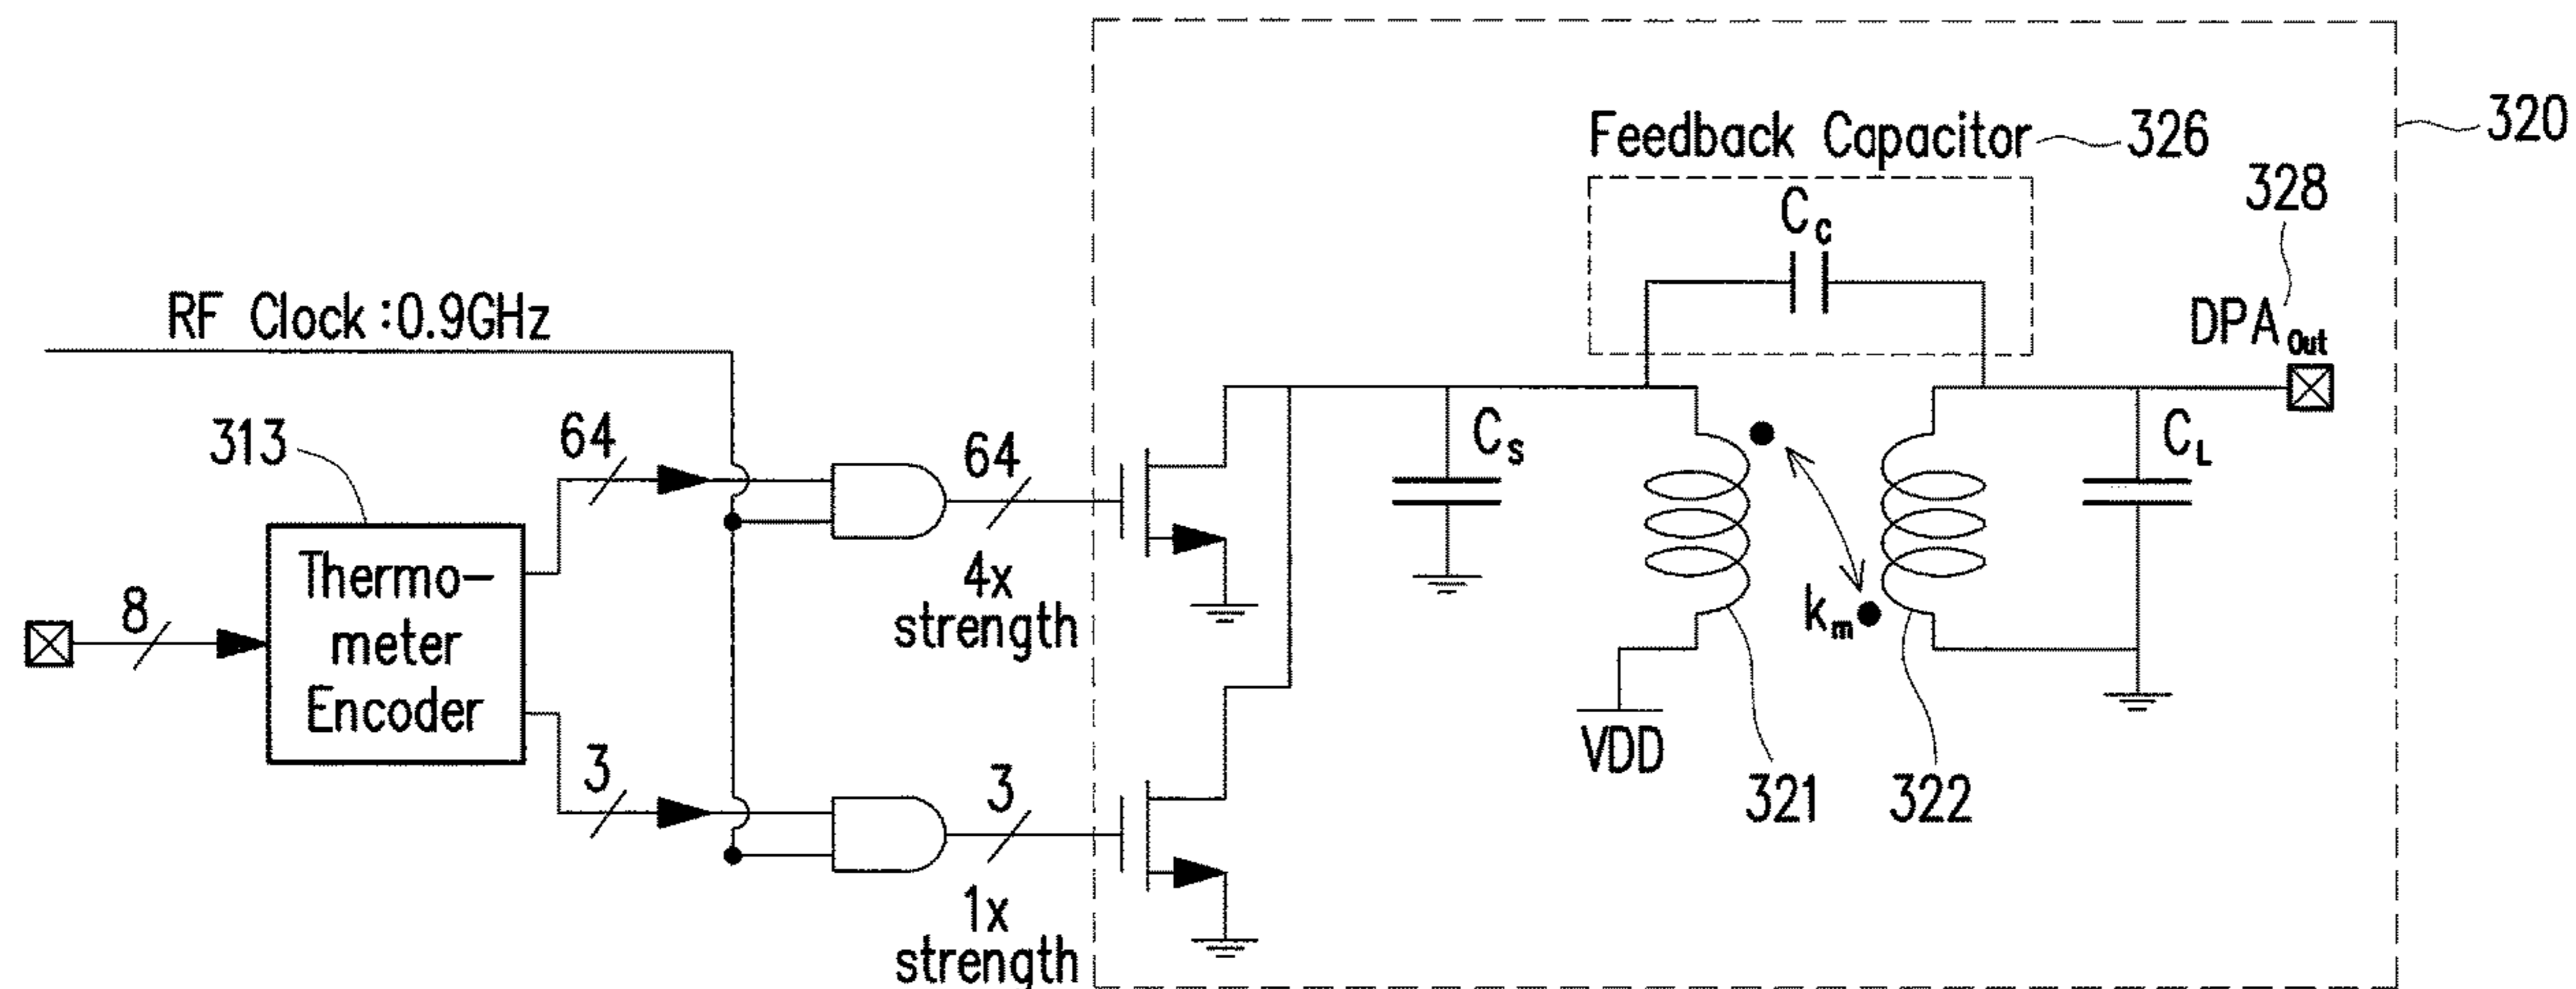 320
Feedback Capacitor
326
328
Cc
DPAOut
RF Clock :0.9GHz
313
64
64
Cs
CL
8
Thermo-
meter
Encoder
4x
strength
km
3
3
VDD
321
322
1x
strength